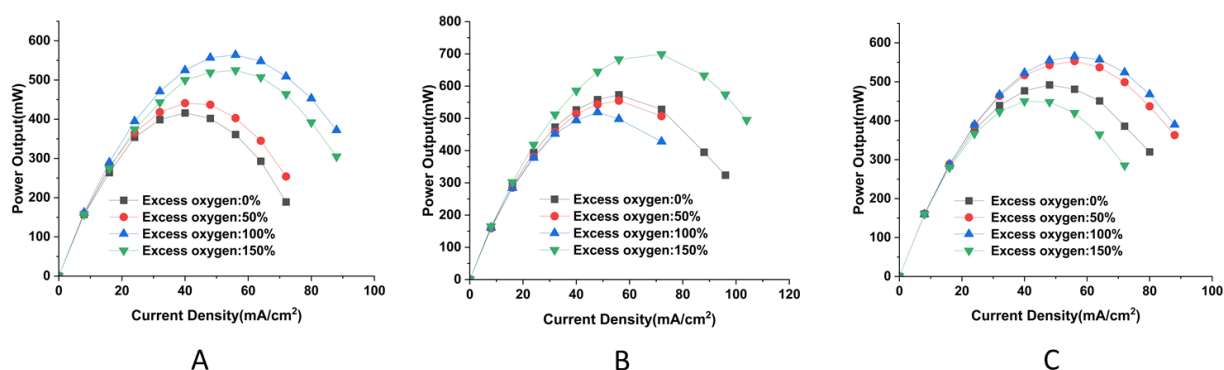 600
500
400
300
200
100
0
Power Output(mW)
Excess oxygen:0%
Excess oxygen:50%
Excess oxygen:100%
Excess oxygen:150%
0 20 40 60 80 100
Current Density(mA/cm²)
A
800
700
600
500
400
300
200
100
0
Power Output(mW)
Excess oxygen:0%
Excess oxygen:50%
Excess oxygen:100%
Excess oxygen:150%
0 20 40 60 80 100 120
Current Density(mA/cm²)
B
600
500
400
300
200
100
0
Power Output(mW)
Excess oxygen:0%
Excess oxygen:50%
Excess oxygen:100%
Excess oxygen:150%
0 20 40 60 80 100
Current Density(mA/cm²)
C